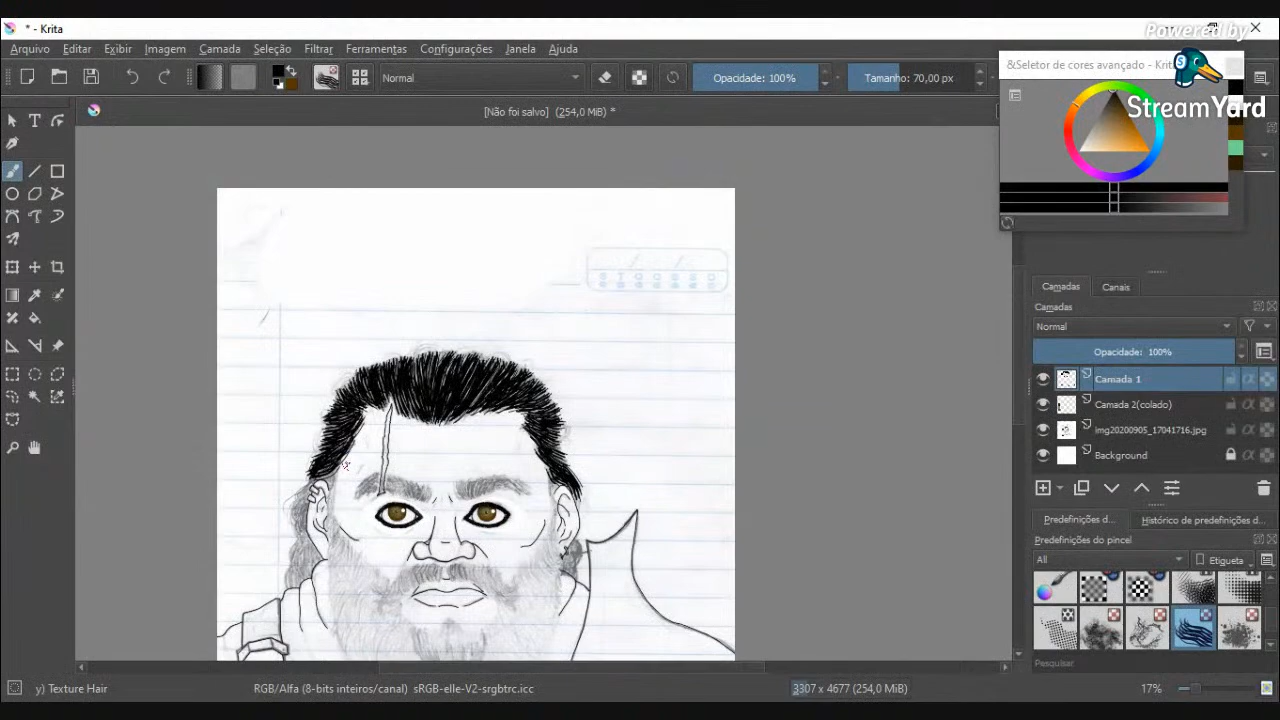 * - Krita
Powered by
Arquivo Editar Exibir Imagem Camada Seleção Filtrar Ferramentas Configurações Janela Ajuda
&Seletor de cores avançado - Krita
Normal
Opacidade: 100%
Tamanho: 70,00 px
StreamYard
[Não foi salvo] (254,0 MiB) *
Camadas Canais
Camadas
Normal
Opacidade: 100%
Camada 1
Camada 2(colado)
img20200905_17041716.jpg
Background
Predefinições d... Histórico de predefinições d...
Predefinições do pincel
All
Etiqueta
Pesquisar
y) Texture Hair
RGB/Alfa (8-bits inteiros/canal) sRGB-elle-V2-srgbtrc.icc
3307 x 4677 (254,0 MiB)
17%